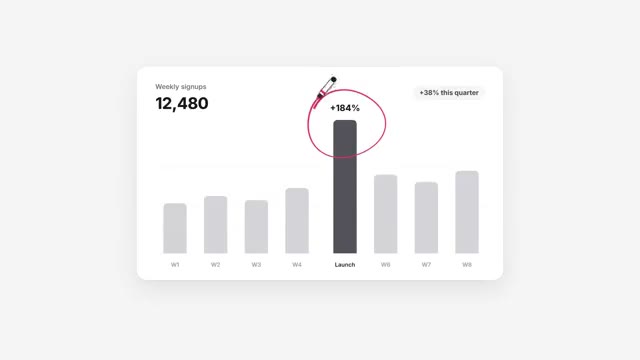 Weekly signups
12,480
+38% this quarter
+184%
W1 W2 W3 W4 Launch W6 W7 W8